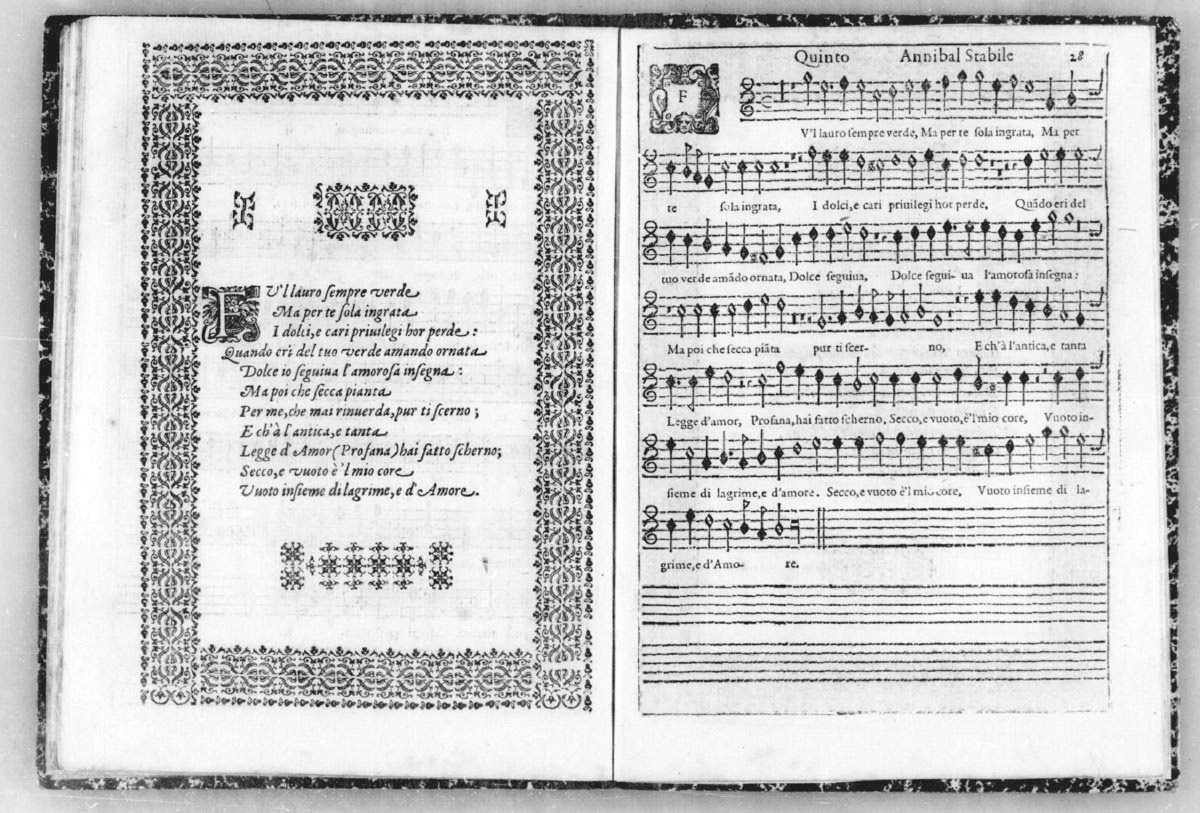 FV'l lauro sempre verde
Ma per te sola ingrata
I dolci, e cari priuilegi hor perde:
Quando eri del tuo verde amando ornata
Dolce io seguiua l'amorosa insegna:
Ma poi che secca pianta
Per me, che mai rinuerda, pur ti scerno;
E ch'à l'antica, e tanta
Legge d'Amor (Profana) hai fatto scherno;
Secco, e vuoto è 'l mio core
Vuoto insieme di lagrime, e d'Amore.
Quinto Annibal Stabile 28
FV'l lauro sempre verde, Ma per te sola ingrata, Ma per
te sola ingrata, I dolci, e cari priuilegi hor perde, Quãdo eri del
tuo verde amãdo ornata, Dolce seguiua, Dolce segui- ua l'amorosa insegna:
Ma poi che secca piãta pur ti scer- no, E ch'à l'antica, e tanta
Legge d'amor, Profana, hai fatto scherno. Secco, e vuoto, è'l mio core, Vuoto in-
sieme di lagrime, e d'amore. Secco, e vuoto è'l mio core, Vuoto insieme di la-
grime, e d'Amo- re.